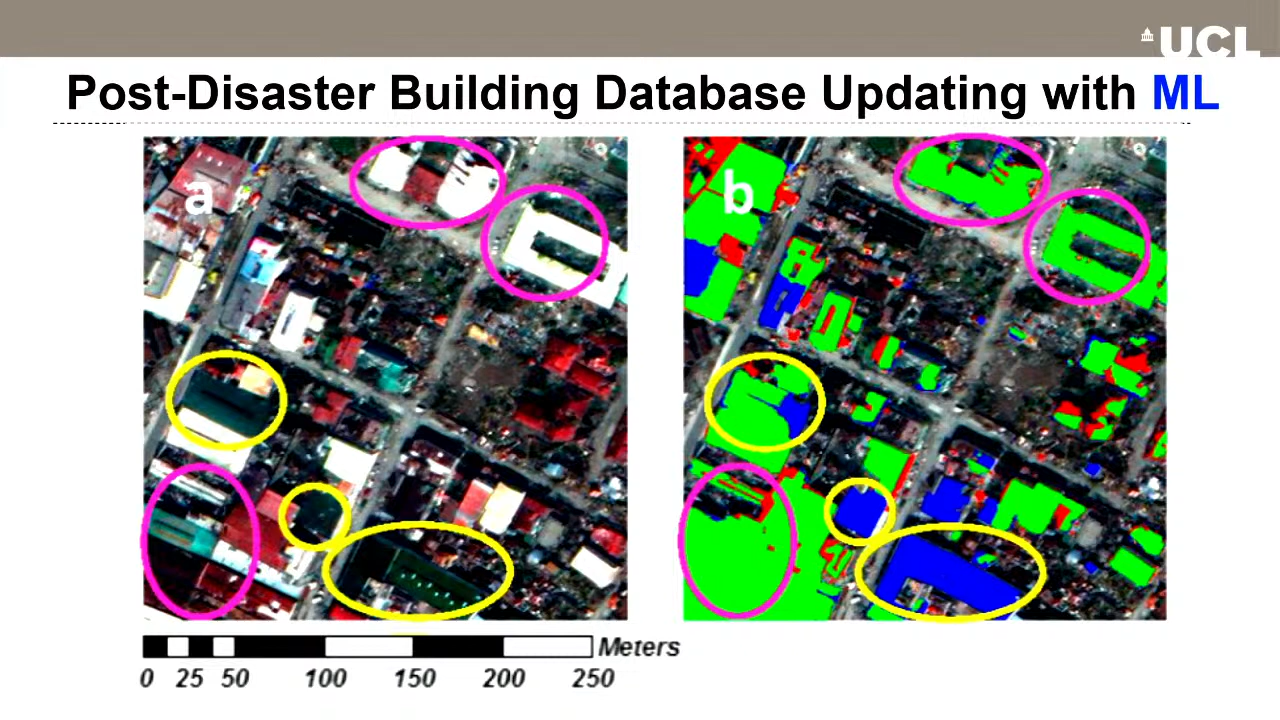 UCL
Post-Disaster Building Database Updating with ML
a
b
Meters
0 25 50 100 150 200 250